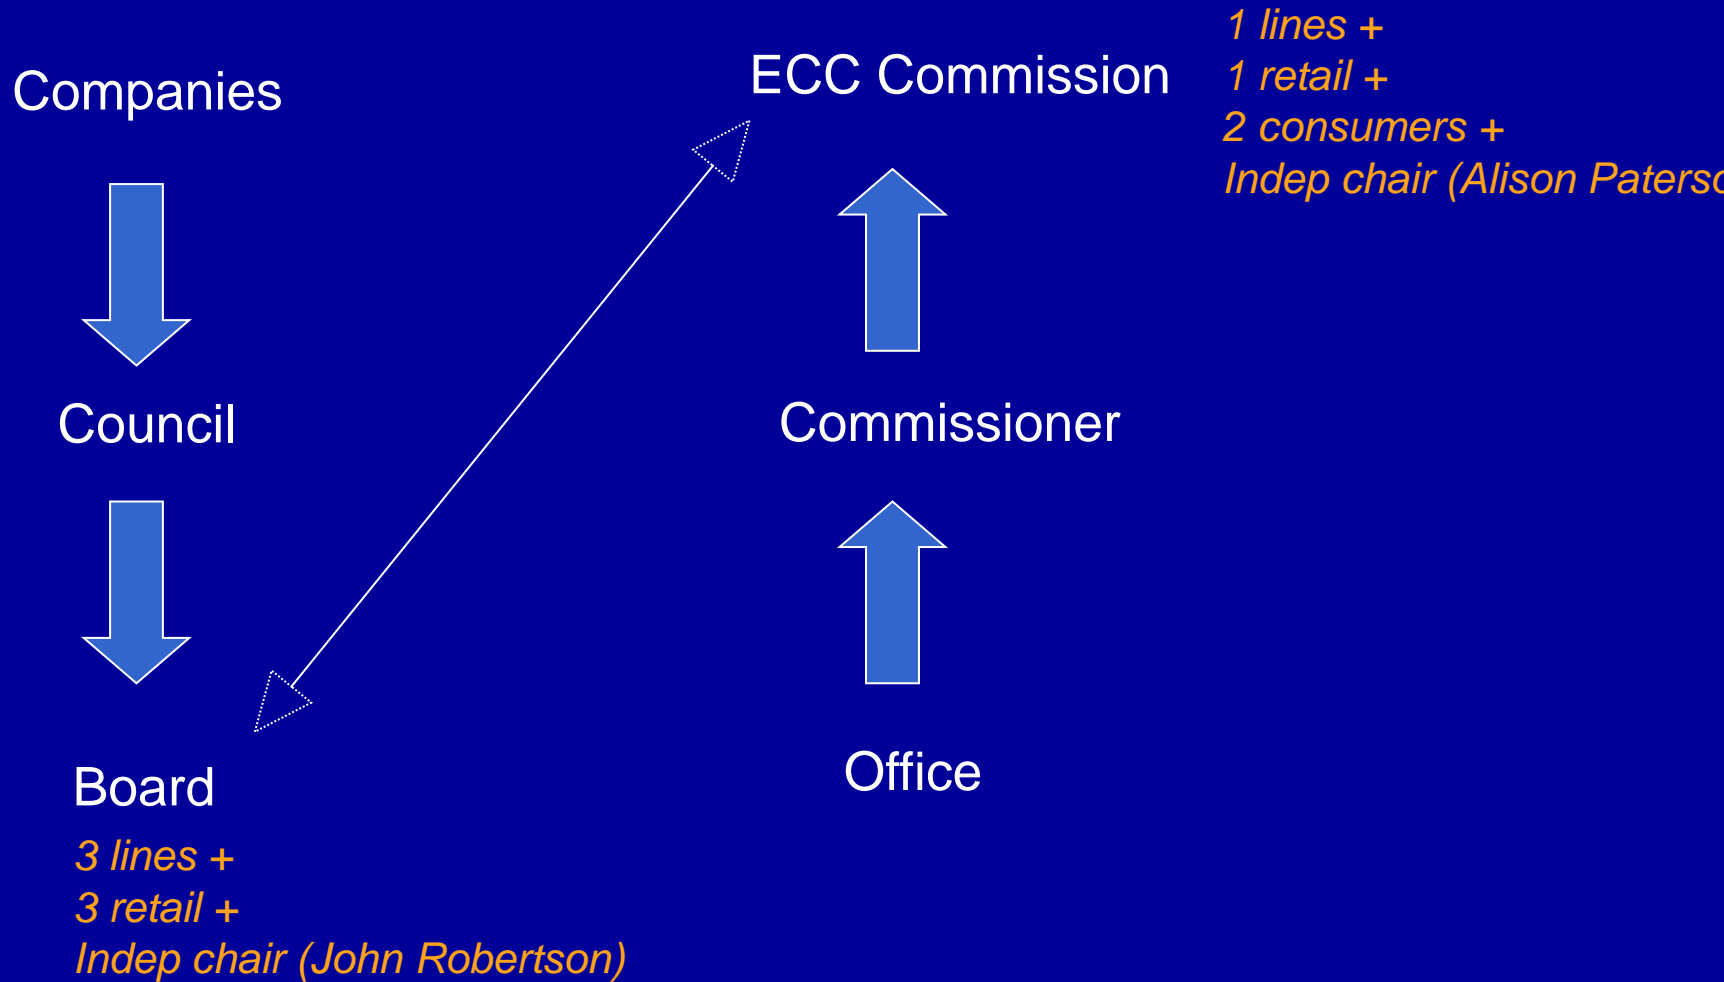 Companies
Council
Board
3 lines +
3 retail +
Indep chair (John Robertson)
ECC Commission
1 lines +
1 retail +
2 consumers +
Indep chair (Alison
Commissioner
Office